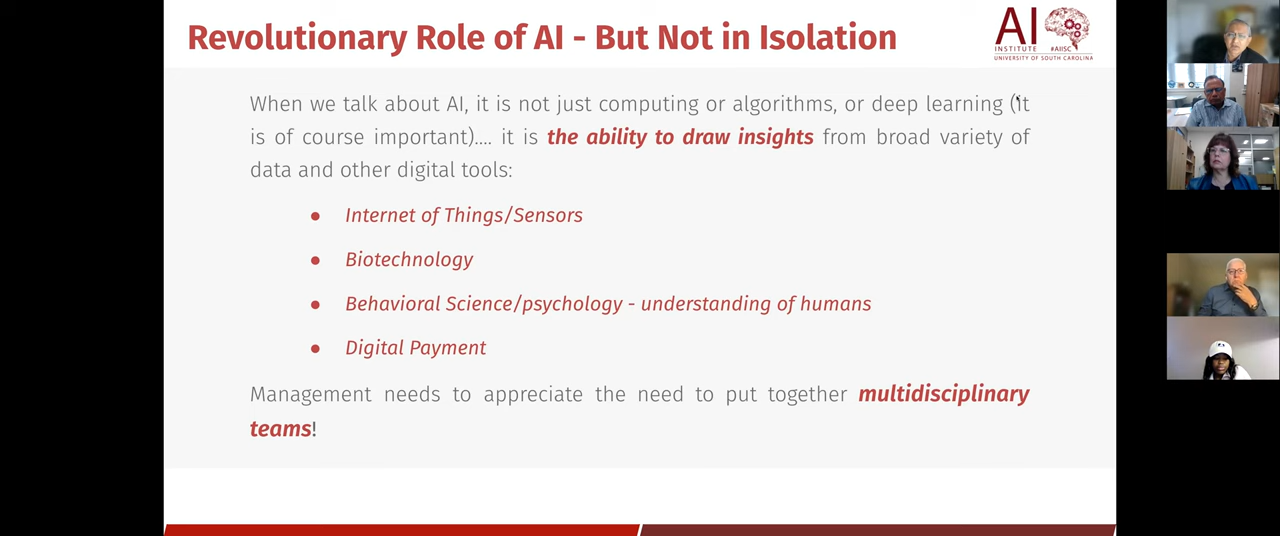 Revolutionary Role of AI - But Not in Isolation
AI
INSTITUTE #AIISC
UNIVERSITY OF SOUTH CAROLINA
When we talk about AI, it is not just computing or algorithms, or deep learning (it
is of course important).... it is the ability to draw insights from broad variety of
data and other digital tools:
● Internet of Things/Sensors
● Biotechnology
● Behavioral Science/psychology - understanding of humans
● Digital Payment
Management needs to appreciate the need to put together multidisciplinary
teams!